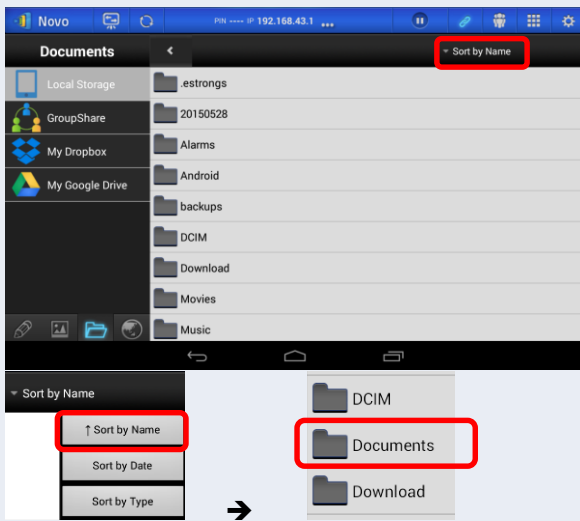 Novo PIN ---- IP 192.168.43.1 ...
Documents
Sort by Name
Local Storage
GroupShare
My Dropbox
My Google Drive
.estrongs
20150528
Alarms
Android
backups
DCIM
Download
Movies
Music
Sort by Name
↑ Sort by Name
Sort by Date
Sort by Type
➔
DCIM
Documents
Download